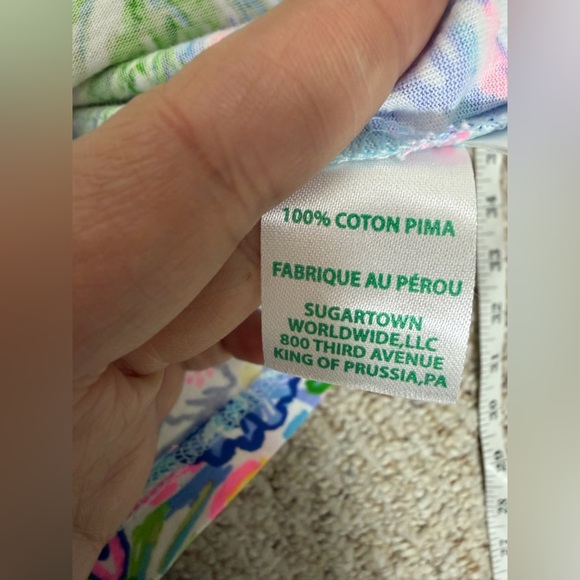 100% COTON PIMA
FABRIQUE AU PÉROU
SUGARTOWN
WORLDWIDE,LLC
800 THIRD AVENUE
KING OF PRUSSIA,PA